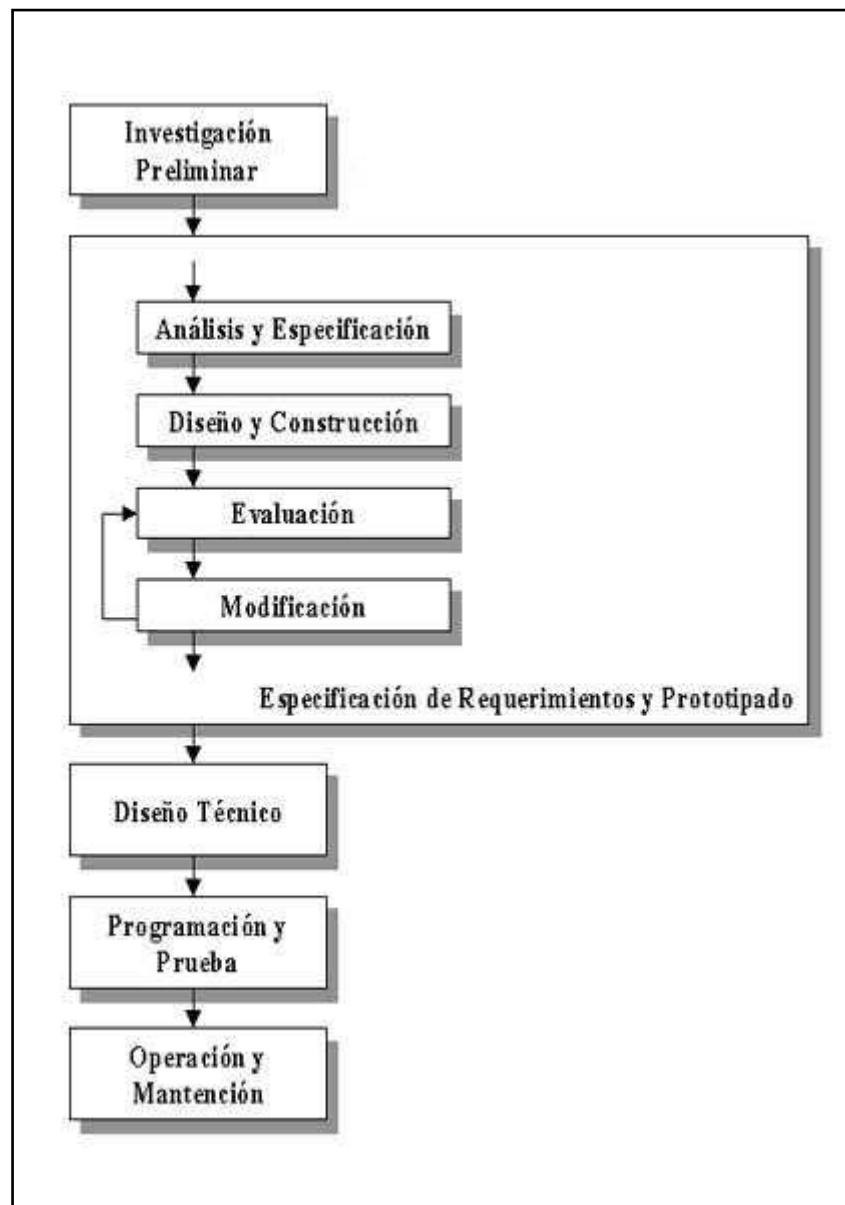 Investigación
Preliminar
Análisis y Especificación
Diseño y Construcción
Evaluación
Modificación
Especificación de Requerimientos y Prototipado
Diseño Técnico
Programación y
Prueba
Operación y
Mantención